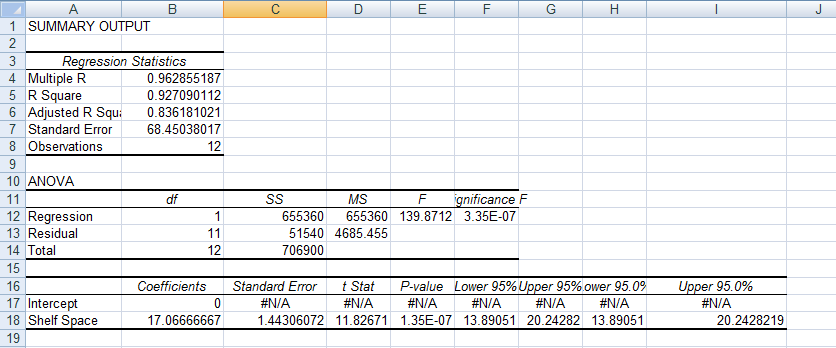 A B C D E F G H I J
1 SUMMARY OUTPUT
2
3 Regression Statistics
4 Multiple R 0.962855187
5 R Square 0.927090112
6 Adjusted R Squ 0.836181021
7 Standard Error 68.45038017
8 Observations 12
9
10 ANOVA
11 df SS MS F ignificance F
12 Regression 1 655360 655360 139.8712 3.35E-07
13 Residual 11 51540 4685.455
14 Total 12 706900
15
16 Coefficients Standard Error t Stat P-value Lower 95% Upper 95% ower 95.0% Upper 95.0%
17 Intercept 0 #N/A #N/A #N/A #N/A #N/A #N/A #N/A
18 Shelf Space 17.06666667 1.44306072 11.82671 1.35E-07 13.89051 20.24282 13.89051 20.2428219
19